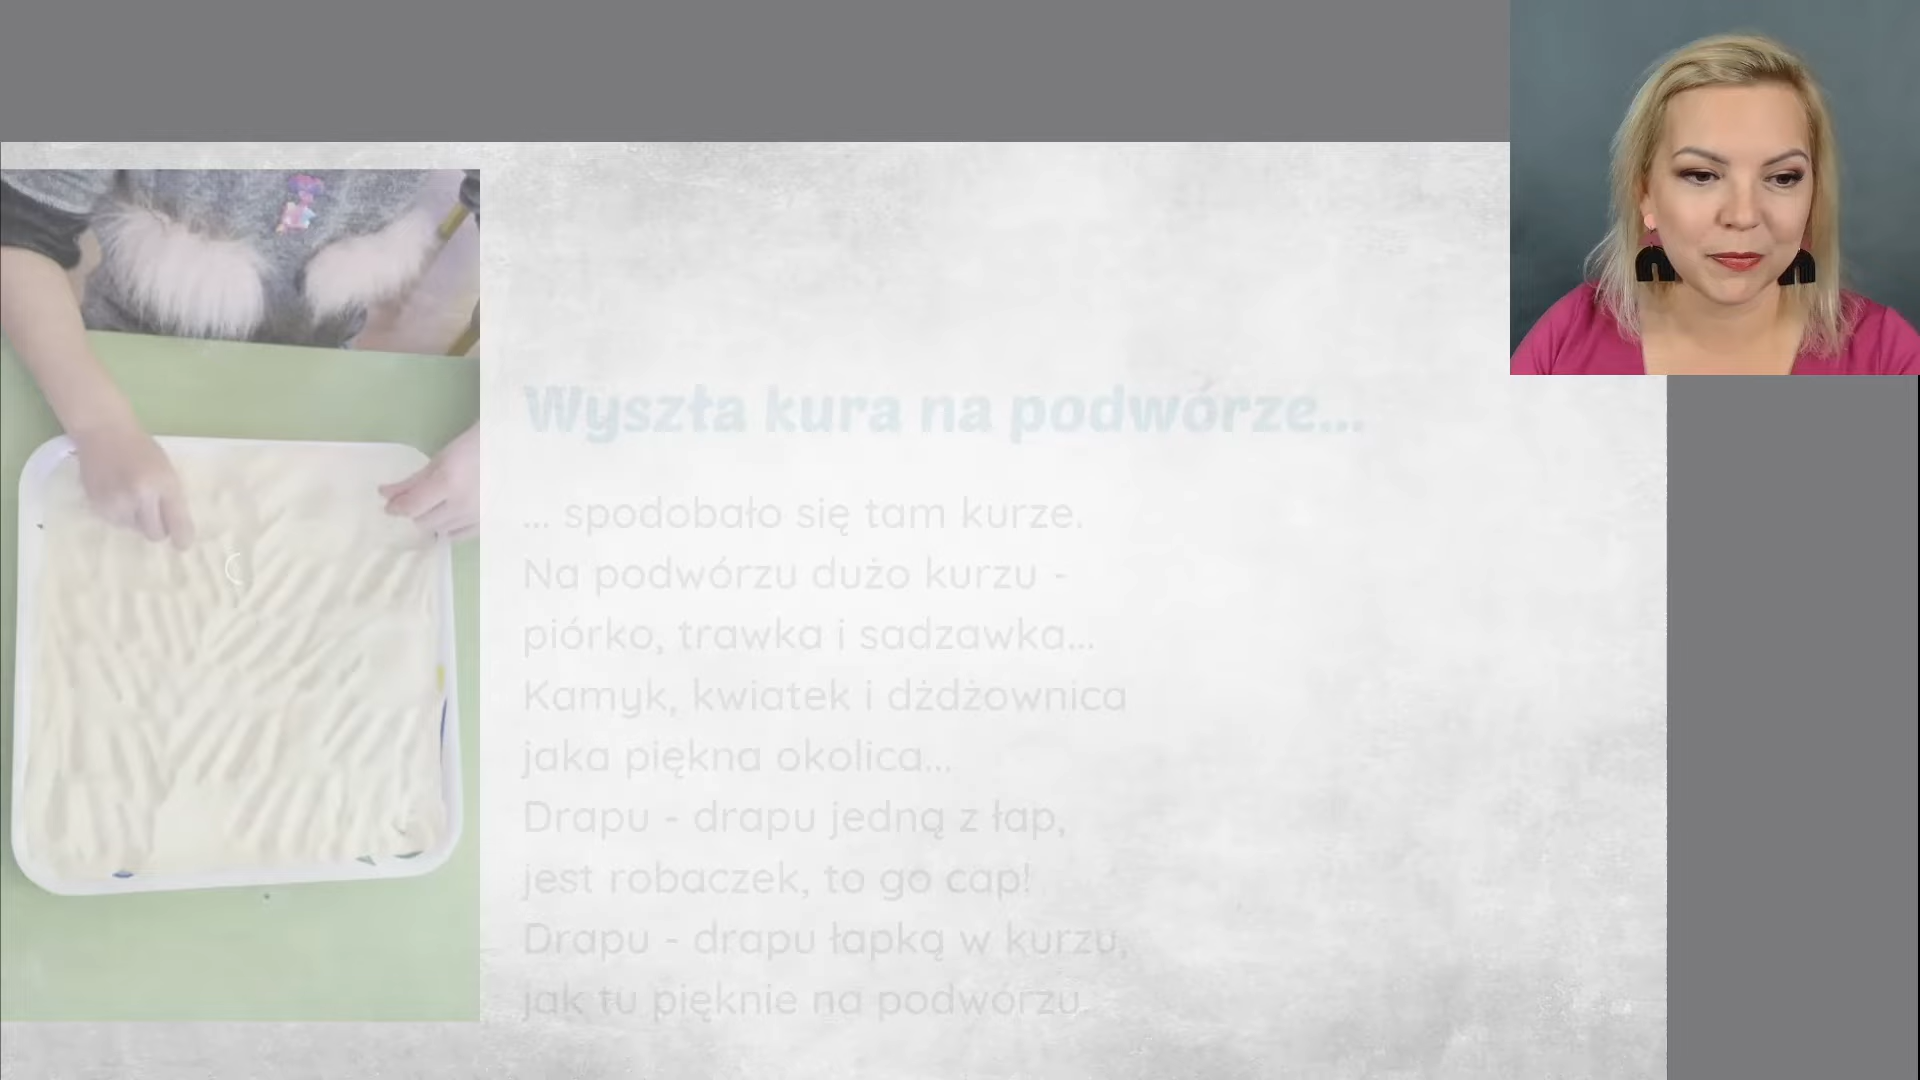 Wyszła kura na podwórze...
... spodobało się tam kurze.
Na podwórzu dużo kurzu -
piórko, trawka i sadzawka...
Kamyk, kwiatek i dżdżownica
jaka piękna okolica...
Drapu - drapu jedną z łap,
jest robaczek, to go cap!
Drapu - drapu łapką w kurzu,
jak tu pięknie na podwórzu.